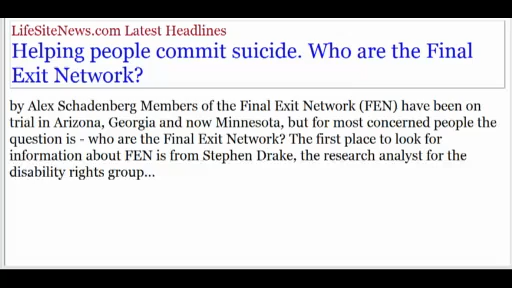 LifeSiteNews.com Latest Headlines
Helping people commit suicide. Who are the Final
Exit Network?
by Alex Schadenberg Members of the Final Exit Network (FEN) have been on
trial in Arizona, Georgia and now Minnesota, but for most concerned people the
question is - who are the Final Exit Network? The first place to look for
information about FEN is from Stephen Drake, the research analyst for the
disability rights group...